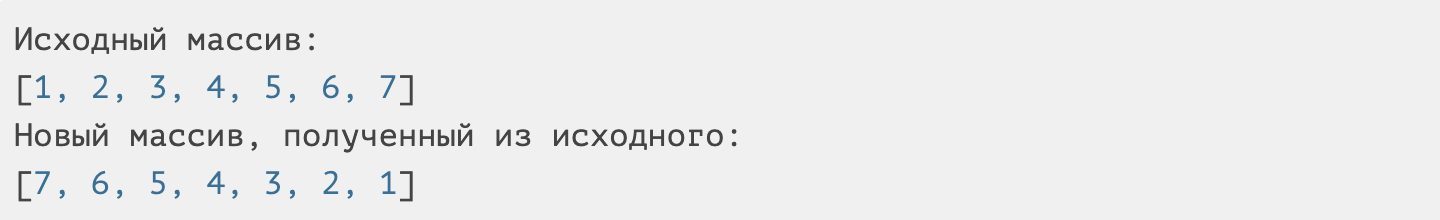 Исходный массив:
[1, 2, 3, 4, 5, 6, 7]
Новый массив, полученный из исходного:
[7, 6, 5, 4, 3, 2, 1]